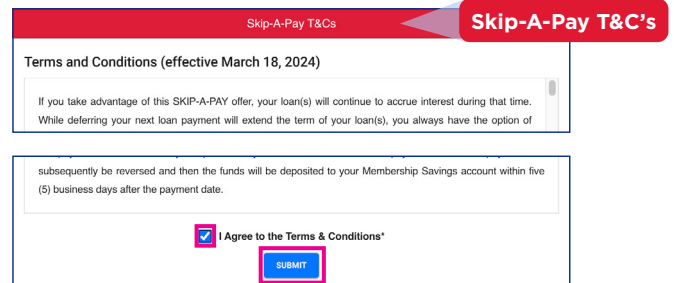 Skip-A-Pay T&Cs
Skip-A-Pay T&C's
Terms and Conditions (effective March 18, 2024)
If you take advantage of this SKIP-A-PAY offer, your loan(s) will continue to accrue interest during that time.
While deferring your next loan payment will extend the term of your loan(s), you always have the option of
subsequently be reversed and then the funds will be deposited to your Membership Savings account within five
(5) business days after the payment date.
I Agree to the Terms & Conditions*
SUBMIT